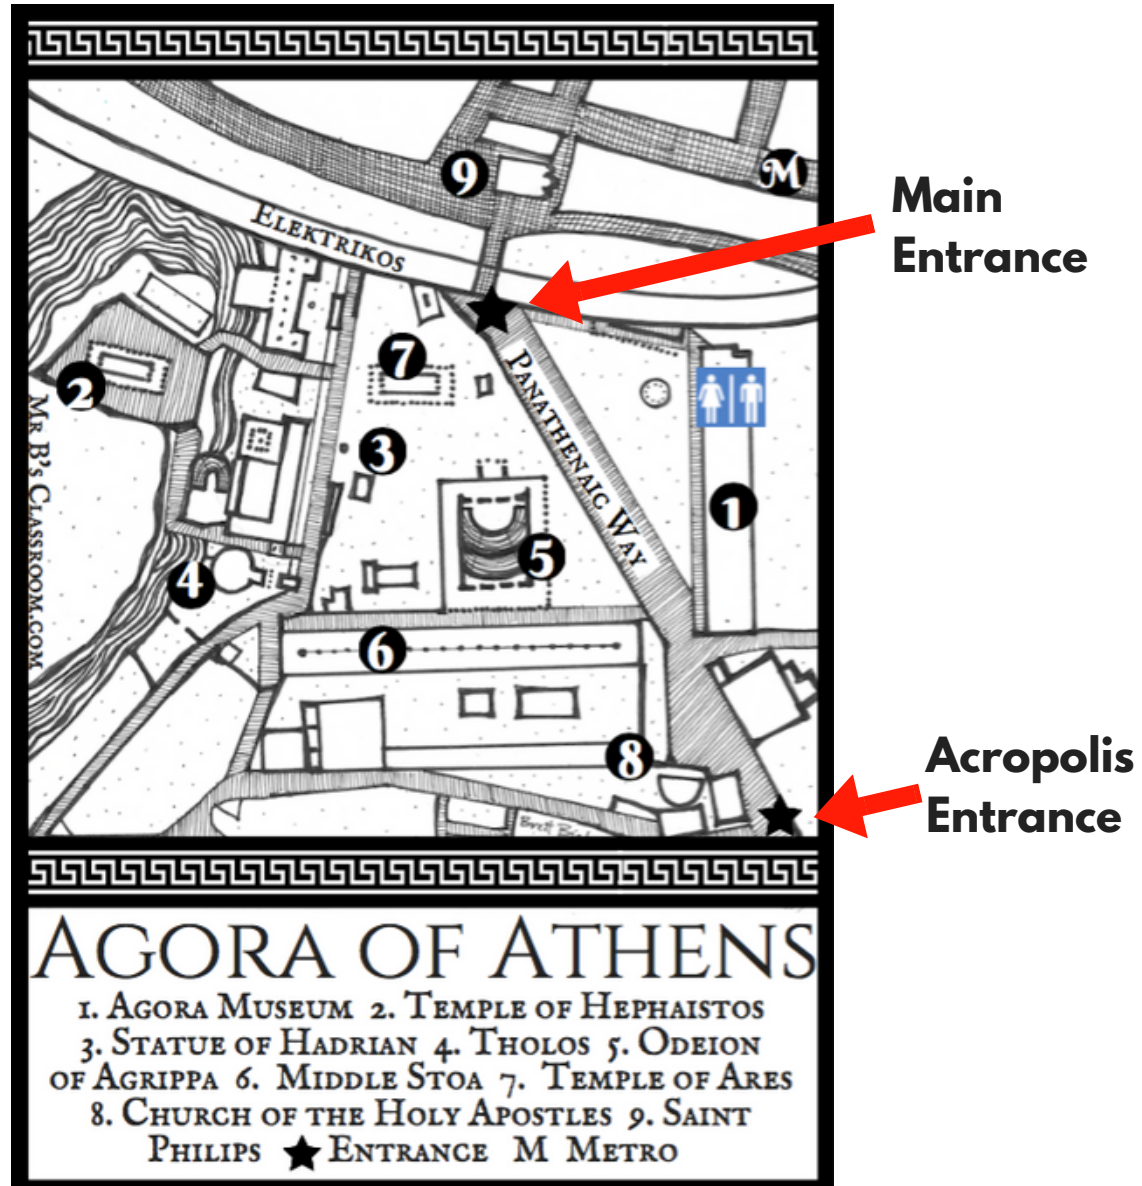 9
M
Main
Entrance
Elektrikos
7
2
Panathenaic Way
Mr B's Classroom.com
3
1
5
4
6
8
Acropolis
Entrance
Brett
Agora of Athens
1. Agora Museum 2. Temple of Hephaistos
3. Statue of Hadrian 4. Tholos 5. Odeion
of Agrippa 6. Middle Stoa 7. Temple of Ares
8. Church of the Holy Apostles 9. Saint
Philips ★ Entrance M Metro